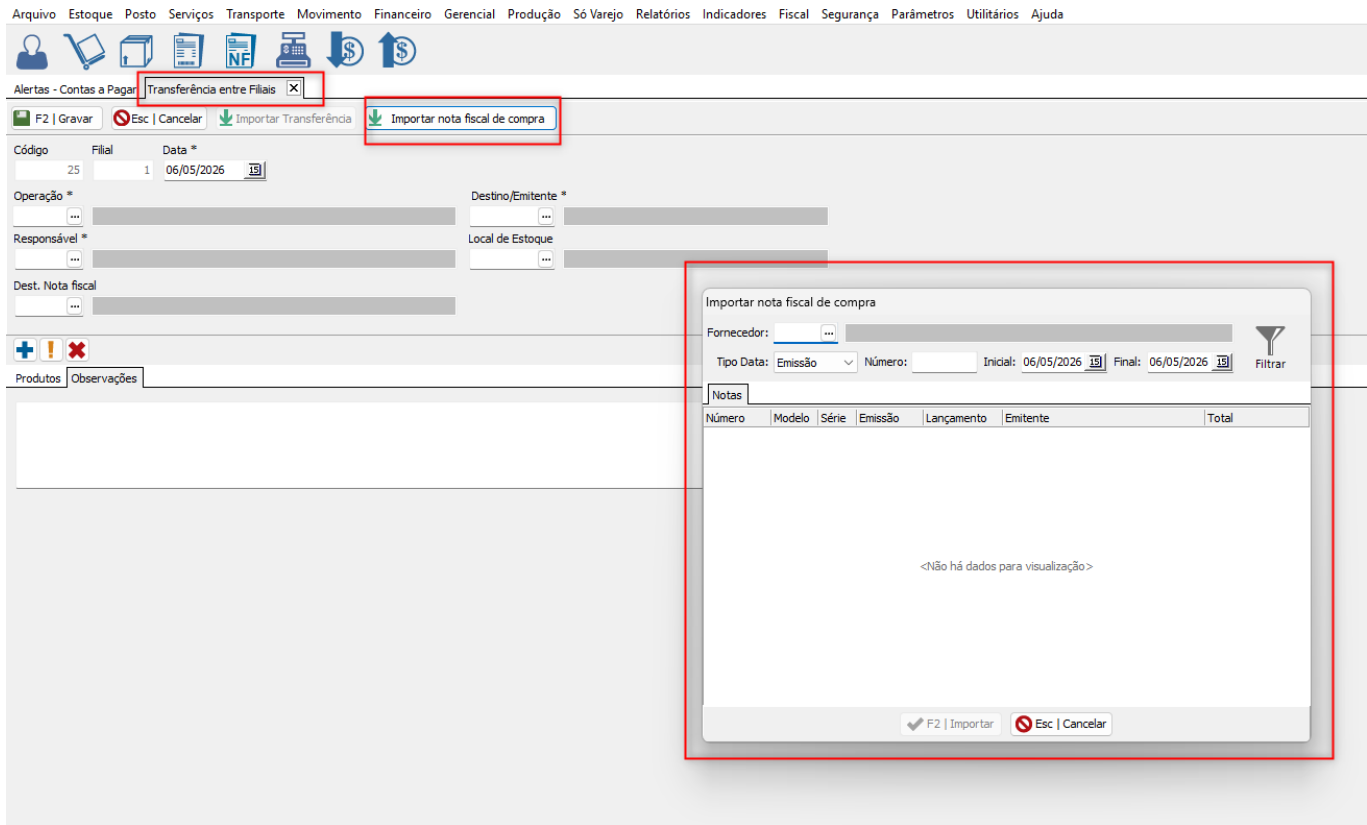 Arquivo Estoque Posto Serviços Transporte Movimento Financeiro Gerencial Produção Só Varejo Relatórios Indicadores Fiscal Segurança Parâmetros Utilitários Ajuda
NF $ $
Alertas - Contas a Pagar Transferência entre Filiais X
F2 | Gravar Esc | Cancelar Importar Transferência Importar nota fiscal de compra
Código Filial Data *
25 1 06/05/2026 15
Operação * Destino/Emitente *
... ...
Responsável * Local de Estoque
... ...
Dest. Nota fiscal
...
Produtos Observações
Importar nota fiscal de compra
Fornecedor: ...
Tipo Data: Emissão Número: Inicial: 06/05/2026 15 Final: 06/05/2026 15 Filtrar
Notas
Número Modelo Série Emissão Lançamento Emitente Total
<Não há dados para visualização>
F2 | Importar Esc | Cancelar